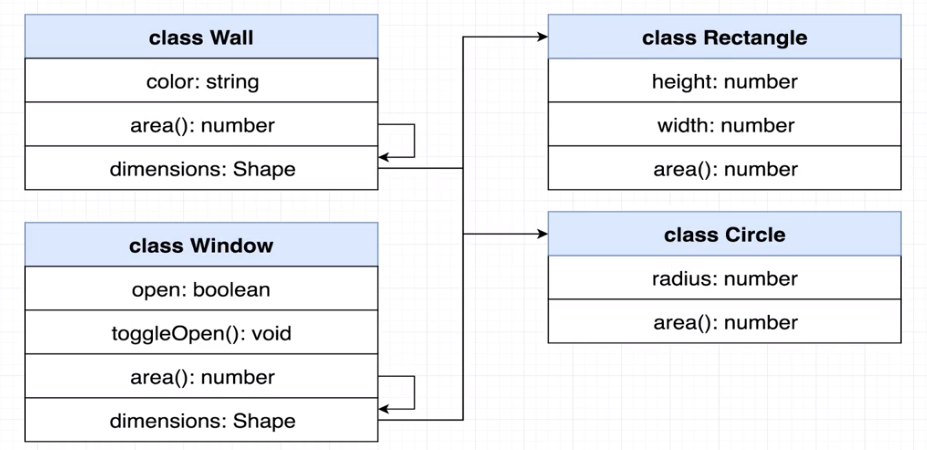 class Wall
color: string
area(): number
dimensions: Shape
class Window
open: boolean
toggleOpen(): void
area(): number
dimensions: Shape
class Rectangle
height: number
width: number
area(): number
class Circle
radius: number
area(): number